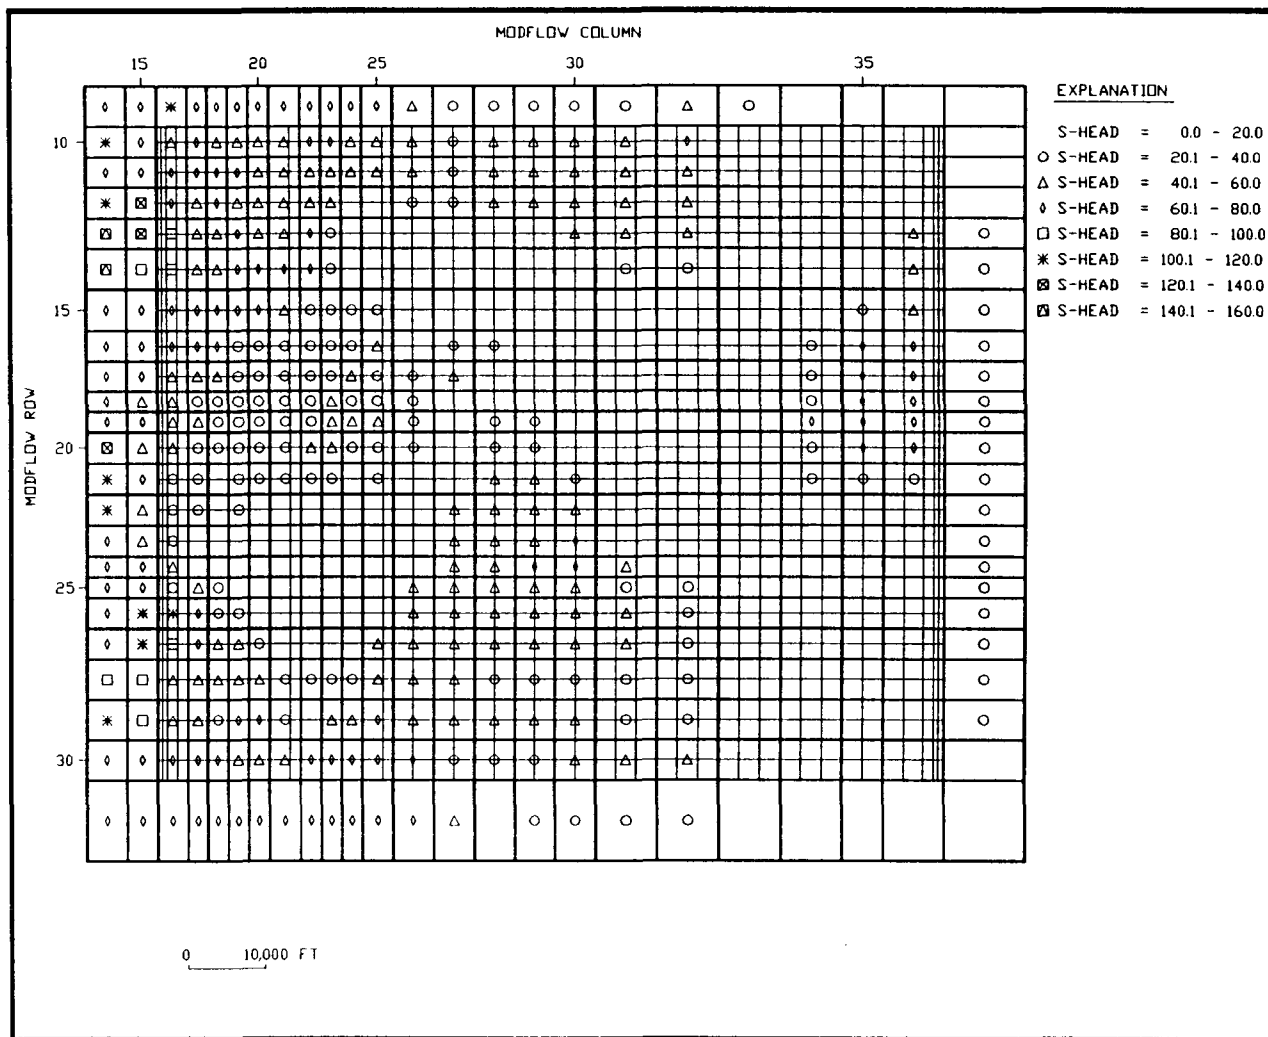 MODFLOW COLUMN
15 20 25 30 35
EXPLANATION
S-HEAD = 0.0 - 20.0
S-HEAD = 20.1 - 40.0
S-HEAD = 40.1 - 60.0
S-HEAD = 60.1 - 80.0
S-HEAD = 80.1 - 100.0
S-HEAD = 100.1 - 120.0
S-HEAD = 120.1 - 140.0
S-HEAD = 140.1 - 160.0
MODFLOW ROW
10
15
20
25
30
0 10,000 FT